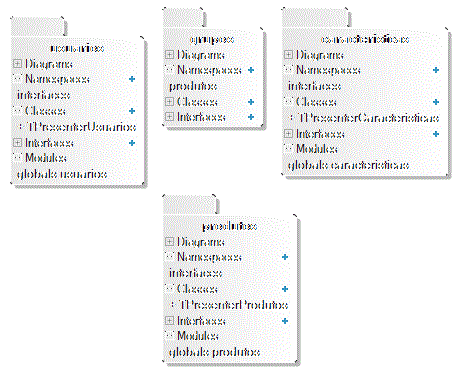 usuarios
Diagrams
Namespaces
interfaces
Classes
TPresenterUsuarios
Interfaces
Modules
globals usuarios
grupos
Diagrams
Namespaces
produtos
Classes
Interfaces
caracteristicas
Diagrams
Namespaces
interfaces
Classes
TPresenterCaracteristicas
Interfaces
Modules
globals caracteristicas
produtos
Diagrams
Namespaces
interfaces
Classes
TPresenterProdutos
Interfaces
Modules
globals produtos